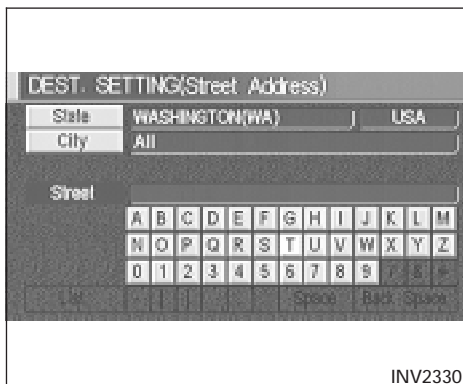 DEST. SETTING(Street Address)
State WASHINGTON(WA) USA
City All
Street
A B C D E F G H I J K L M
N O P Q R S T U V W X Y Z
0 1 2 3 4 5 6 7 8 9 / & -
List Space Back Space
INV2330